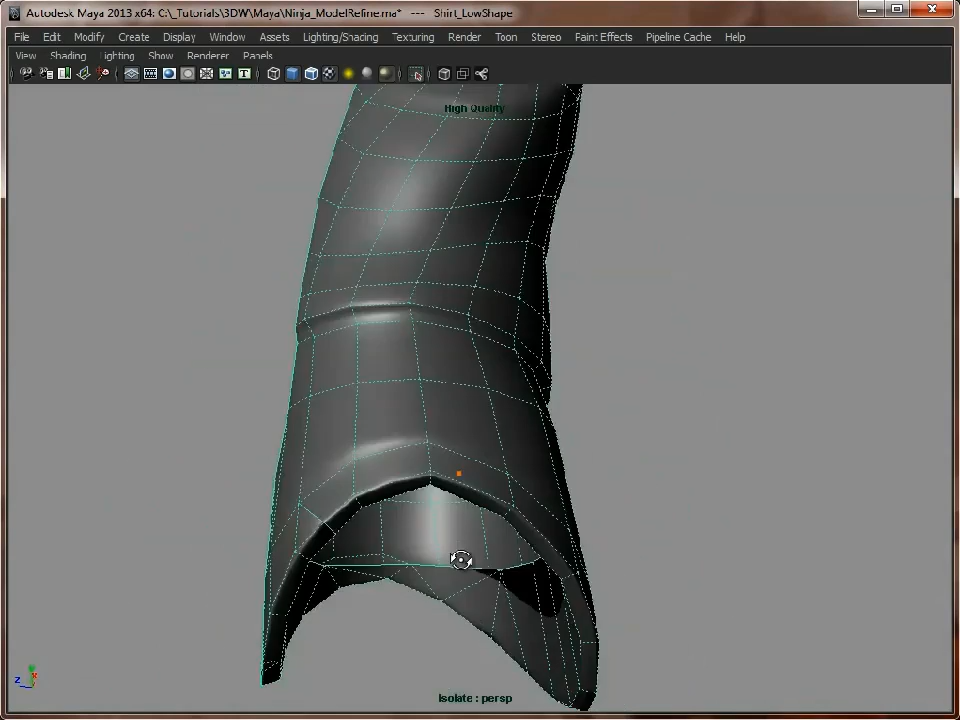 Autodesk Maya 2013 x64: C:\_Tutorials\3DW\Maya\Ninja_ModelRefine.ma* --- Shirt_LowShape
File Edit Modify Create Display Window Assets Lighting/Shading Texturing Render Toon Stereo Paint Effects Pipeline Cache Help
View Shading Lighting Show Renderer Panels
High Quality
z
Isolate : persp